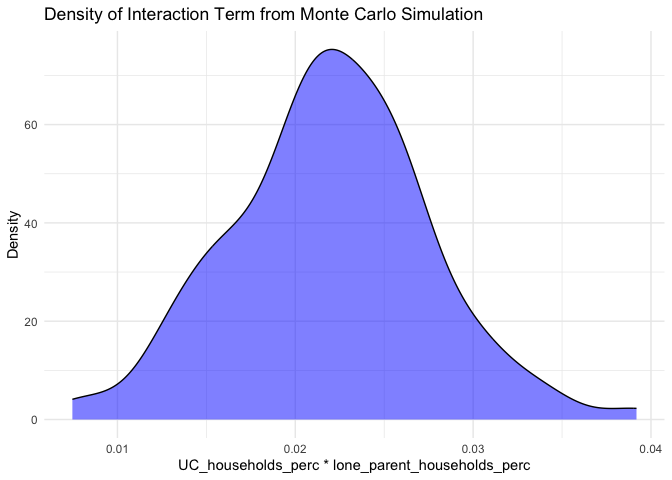 Density of Interaction Term from Monte Carlo Simulation
Density
60
40
20
0
0.01
0.02
0.03
0.04
UC_households_perc * lone_parent_households_perc